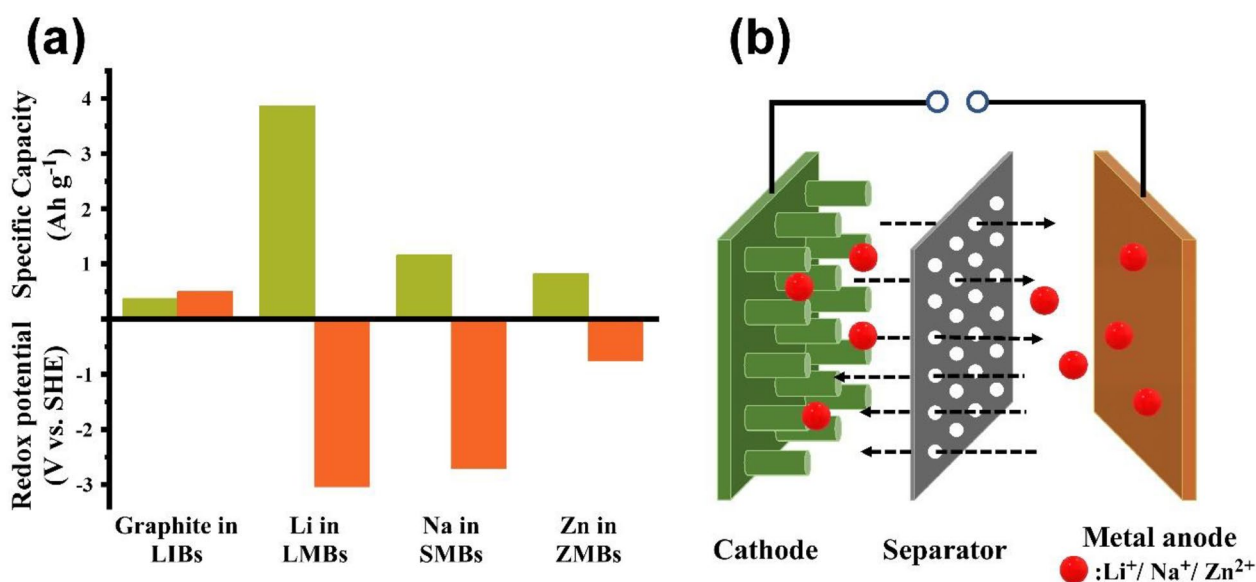 (a)
Specific Capacity
(Ah g⁻¹)
4
3
2
1
Redox potential
(V vs. SHE)
-1
-2
-3
Graphite in
LIBs
Li in
LMBs
Na in
SMBs
Zn in
ZMBs
(b)
Cathode
Separator
Metal anode
:Li⁺/ Na⁺/ Zn²⁺